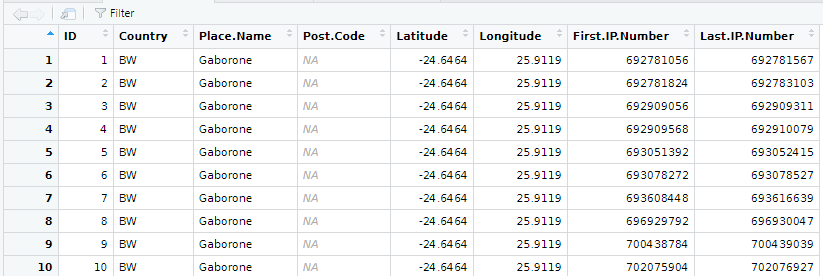 Filter
ID Country Place.Name Post.Code Latitude Longitude First.IP.Number Last.IP.Number
1 1 BW Gaborone NA -24.6464 25.9119 692781056 692781567
2 2 BW Gaborone NA -24.6464 25.9119 692781824 692783103
3 3 BW Gaborone NA -24.6464 25.9119 692909056 692909311
4 4 BW Gaborone NA -24.6464 25.9119 692909568 692910079
5 5 BW Gaborone NA -24.6464 25.9119 693051392 693052415
6 6 BW Gaborone NA -24.6464 25.9119 693078272 693078527
7 7 BW Gaborone NA -24.6464 25.9119 693608448 693616639
8 8 BW Gaborone NA -24.6464 25.9119 696929792 696930047
9 9 BW Gaborone NA -24.6464 25.9119 700438784 700439039
10 10 BW Gaborone NA -24.6464 25.9119 702075904 702076927